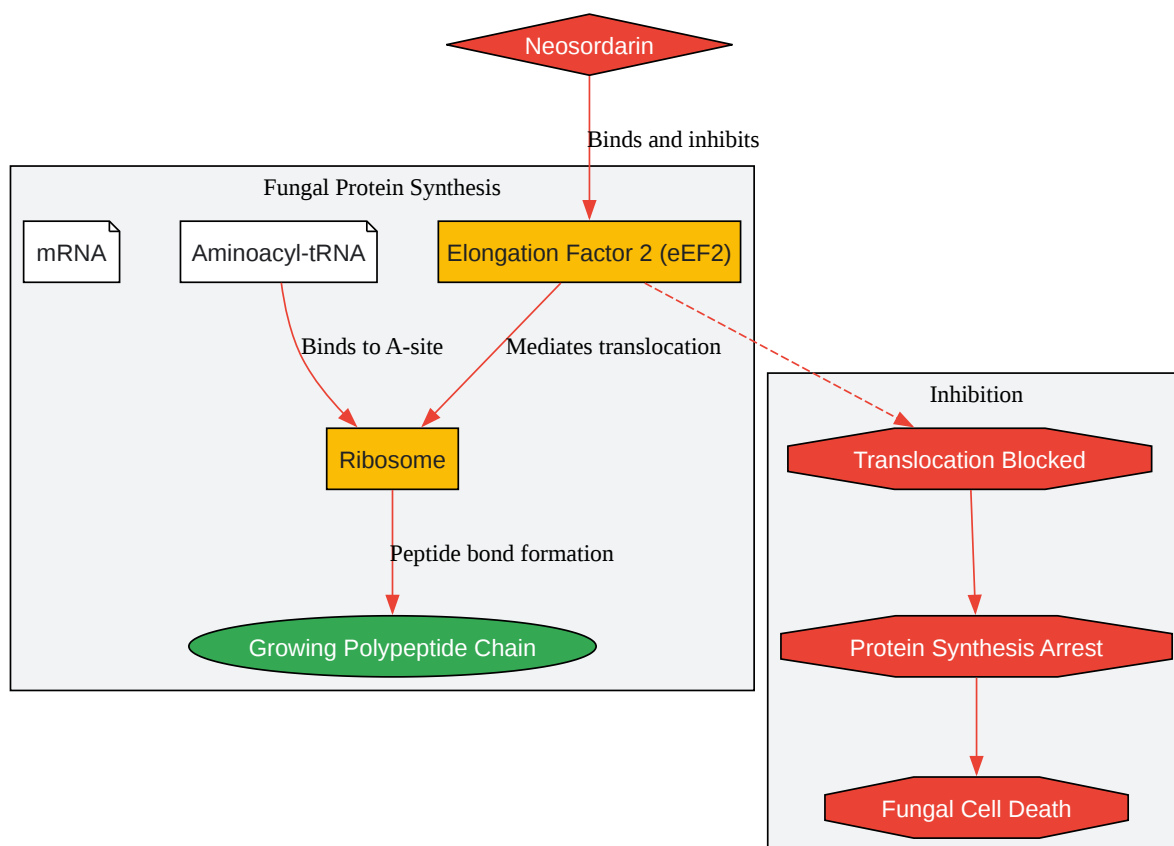 Neosordarin
Binds and inhibits
Fungal Protein Synthesis
mRNA
Aminoacyl-tRNA
Elongation Factor 2 (eEF2)
Binds to A-site
Mediates translocation
Ribosome
Peptide bond formation
Growing Polypeptide Chain
Inhibition
Translocation Blocked
Protein Synthesis Arrest
Fungal Cell Death